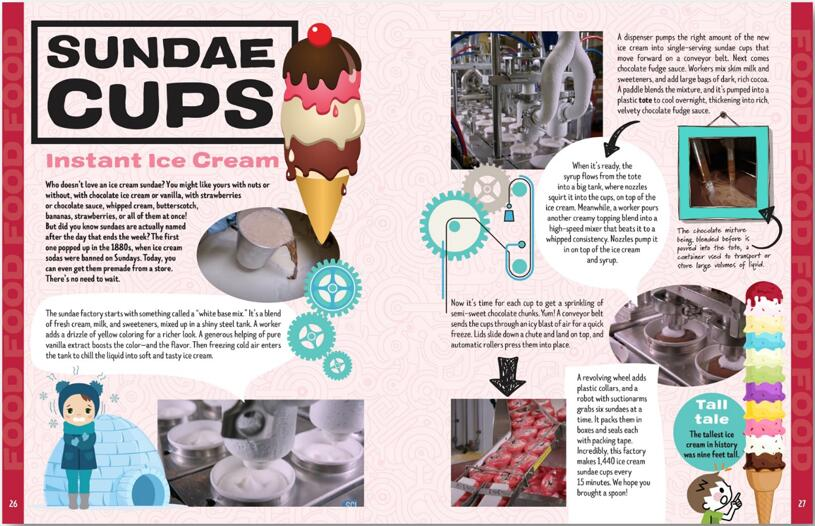 SUNDAE
CUPS
Instant Ice Cream
Who doesn't love an ice cream sundae? You might like yours with nuts or
without, with chocolate ice cream or vanilla, with strawberries
or chocolate sauce, whipped cream, butterscotch,
bananas, strawberries, or all of them at once!
But did you know sundaes are actually named
after the day that ends the week? The first
one popped up in the 1880s, when ice cream
sodas were banned on Sundays. Today, you
can even get them premade from a store.
There's no need to wait.
The sundae factory starts with something called a “white base mix.” It's a blend
of fresh cream, milk, and sweeteners, mixed up in a shiny steel tank. A worker
adds a drizzle of yellow coloring for a richer look. A generous helping of pure
vanilla extract boosts the color—and the flavor. Then freezing cold air enters
the tank to chill the liquid into soft and tasty ice cream.
FOOD FOOD FOOD FOOD
26
A dispenser pumps the right amount of the new
ice cream into single-serving sundae cups that
move forward on a conveyor belt. Next comes
chocolate fudge sauce. Workers mix skim milk and
sweeteners, and add large bags of dark, rich cocoa.
A paddle blends the mixture, and it's pumped into a
plastic tote to cool overnight, thickening into rich,
velvety chocolate fudge sauce.
When it's ready, the
syrup flows from the tote
into a big tank, where nozzles
squirt it into the cups, on top of the
ice cream. Meanwhile, a worker pours
another creamy topping blend into a
high-speed mixer that beats it to a
whipped consistency. Nozzles pump it
in on top of the ice cream
and syrup.
The chocolate mixture
being blended before is
poured into the tote, a
container used to transport or
store large volumes of liquid.
Now it's time for each cup to get a sprinkling of
semi-sweet chocolate chunks. Yum! A conveyor belt
sends the cups through an icy blast of air for a quick
freeze. Lids slide down a chute and land on top, and
automatic rollers press them into place.
A revolving wheel adds
plastic collars, and a
robot with suctionarms
grabs six sundaes at a
time. It packs them in
boxes and seals each
with packing tape.
Incredibly, this factory
makes 1,440 ice cream
sundae cups every
15 minutes. We hope you
brought a spoon!
Tall
tale
The tallest ice
cream in history
was nine feet tall.
FOOD FOOD FOOD FOOD
27